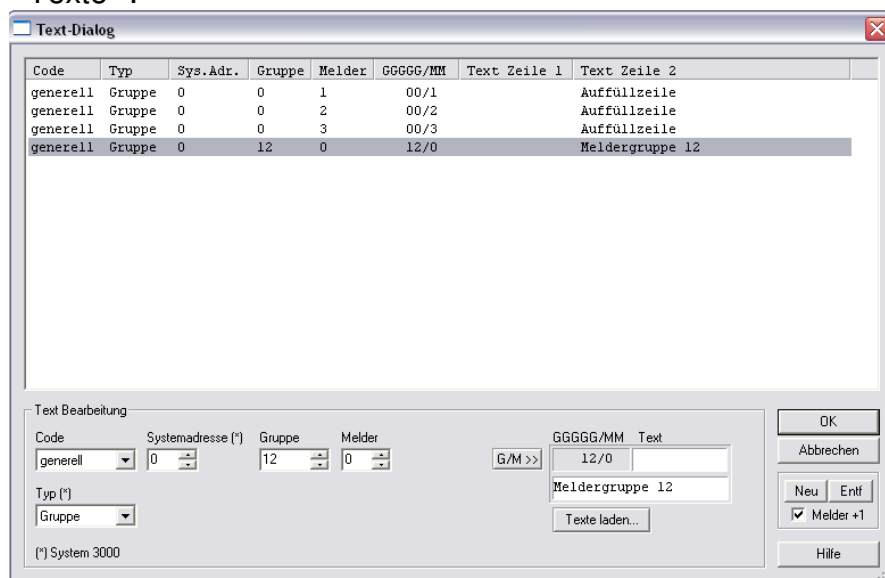 Text-Dialog
Code Typ Sys.Adr. Gruppe Melder GGGGG/MM Text Zeile 1 Text Zeile 2
generell Gruppe 0 0 1 00/1 Auffüllzeile
generell Gruppe 0 0 2 00/2 Auffüllzeile
generell Gruppe 0 0 3 00/3 Auffüllzeile
generell Gruppe 0 12 0 12/0 Meldergruppe 12
Text Bearbeitung
Code Systemadresse (*) Gruppe Melder GGGGG/MM Text
generell 0 12 0 G/M >> 12/0
Meldergruppe 12
Typ (*)
Gruppe
Texte laden...
(*) System 3000
OK
Abbrechen
Neu Entf
Melder +1
Hilfe